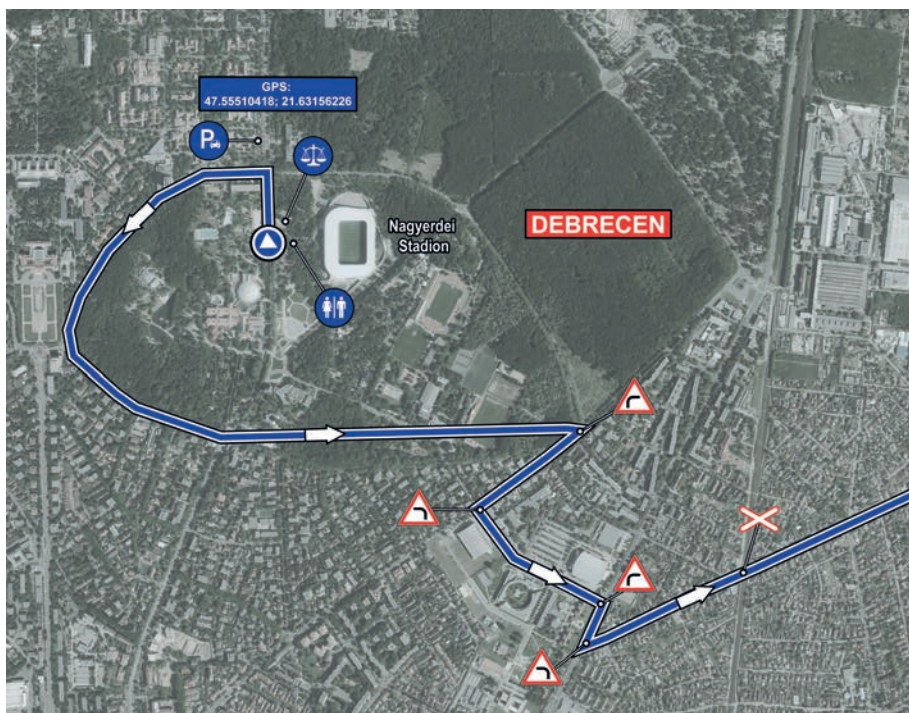 GPS:
47.55510418; 21.63156226
P
Nagyerdei
Stadion
DEBRECEN